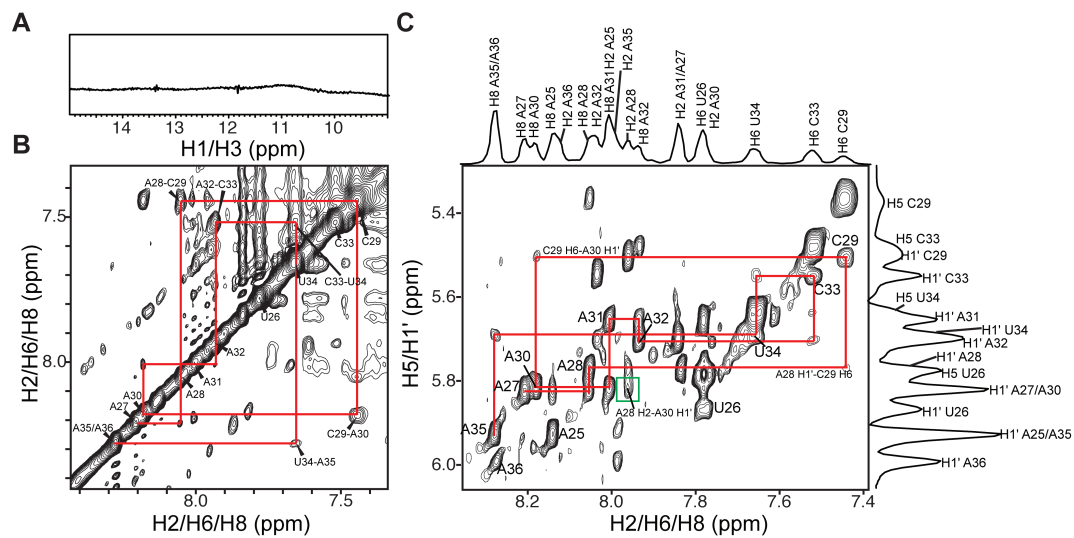 A
14 13 12 11 10
H1/H3 (ppm)
B
A28-C29
A32-C33
7.5
8.0
H2/H6/H8 (ppm)
C33
C29
U34
C33-U34
U26
A32
A31
A28
A30
A27
A35/A36
C29-A30
U34-A35
8.0 7.5
H2/H6/H8 (ppm)
C
H8 A35/A36
H8 A27
H8 A30
H8 A25
H2 A36
H8 A28
H2 A32
H8 A31
H2 A25
H2 A35
H2 A28
H8 A32
H2 A31/A27
H6 U26
H2 A30
H6 U34
H6 C33
H6 C29
5.4
5.6
5.8
6.0
H5/H1' (ppm)
C29 H6-A30 H1'
C29
C33
A31
A32
U34
A30
A28
A28 H1'-C29 H6
A27
A28 H2-A30 H1'
U26
A35
A25
A36
8.2 8.0 7.8 7.6 7.4
H2/H6/H8 (ppm)
H5 C29
H5 C33
H1' C29
H1' C33
H5 U34
H1' A31
H1' U34
H1' A32
H1' A28
H5 U26
H1' A27/A30
H1' U26
H1' A25/A35
H1' A36